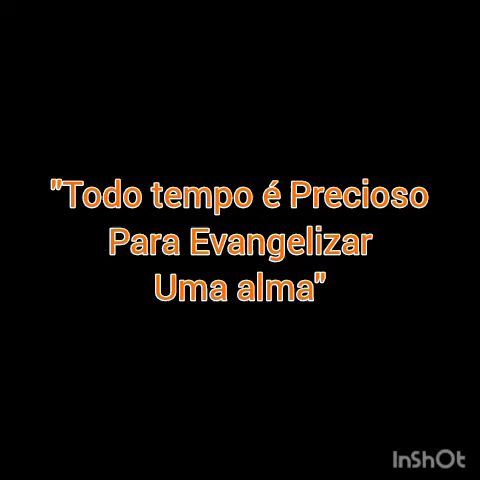 "Todo tempo é Precioso
Para Evangelizar
Uma alma"
InShOt